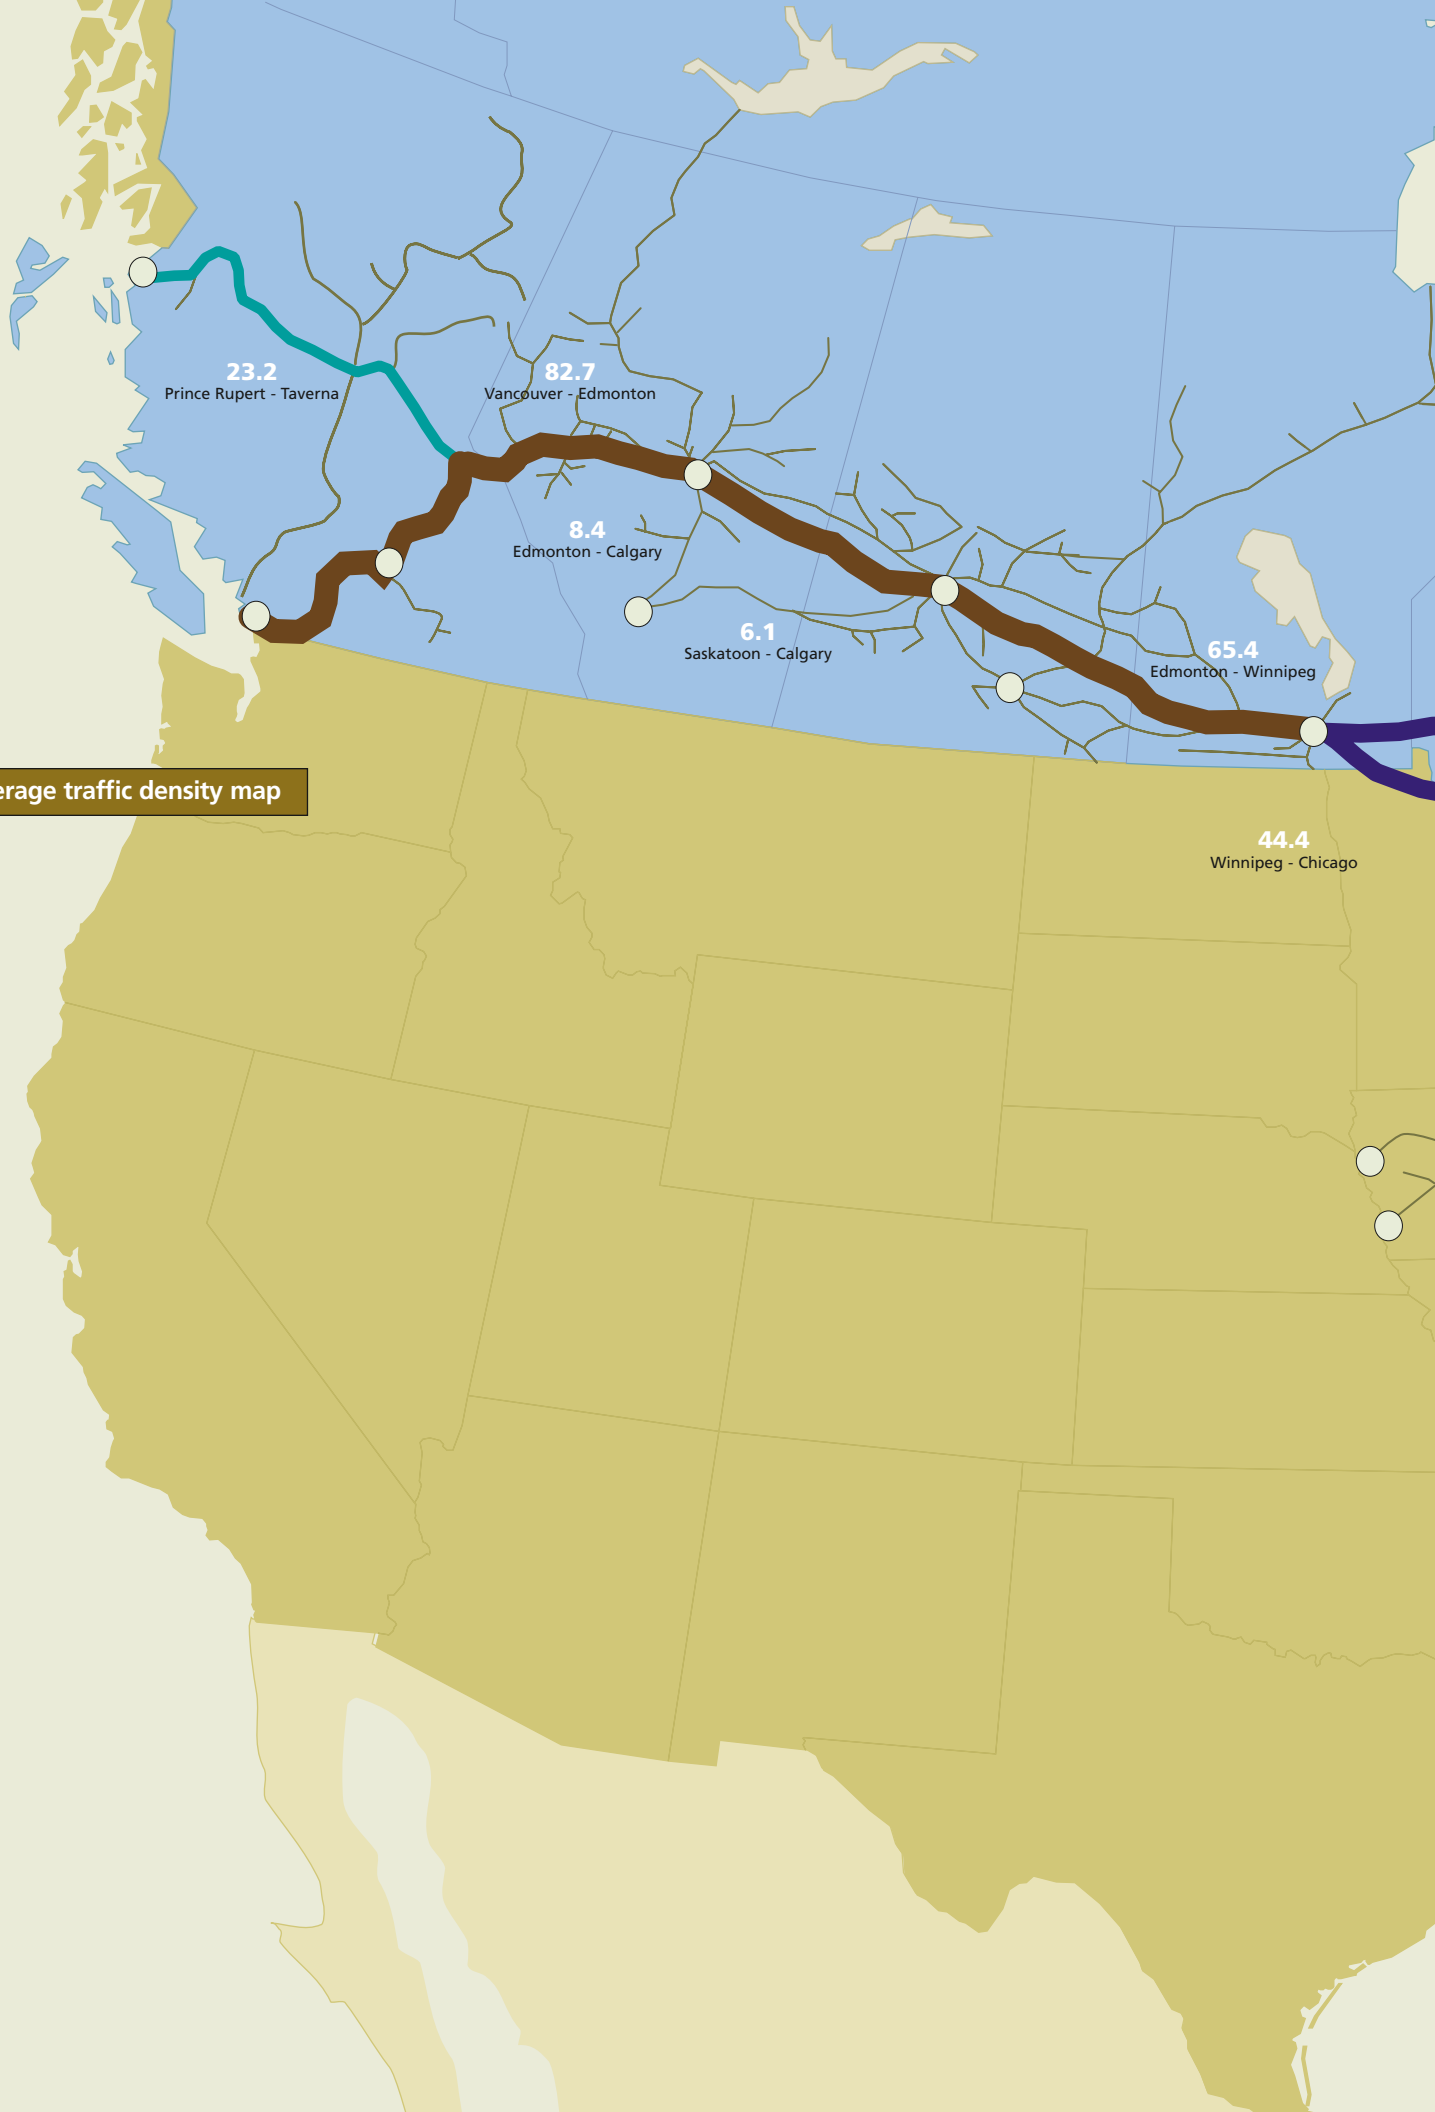 23.2
Prince Rupert - Taverna
82.7
Vancouver - Edmonton
8.4
Edmonton - Calgary
6.1
Saskatoon - Calgary
65.4
Edmonton - Winnipeg
traffic density map
44.4
Winnipeg - Chicago